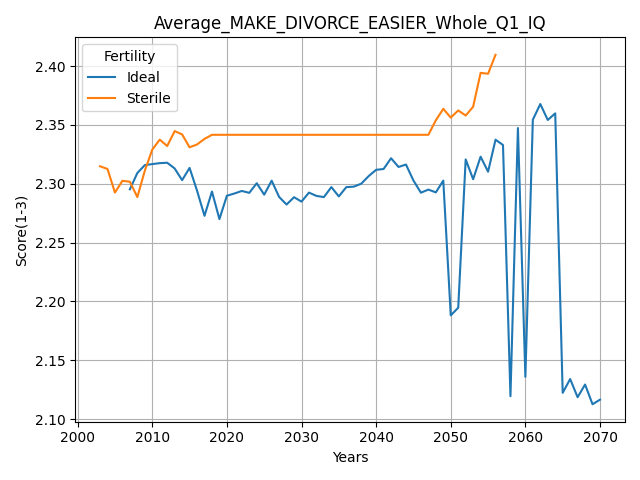 Average_MAKE_DIVORCE_EASIER_Whole_Q1_IQ
Fertility
Ideal
Sterile
2.40
2.35
2.30
2.25
2.20
2.15
2.10
Score(1-3)
2000 2010 2020 2030 2040 2050 2060 2070
Years